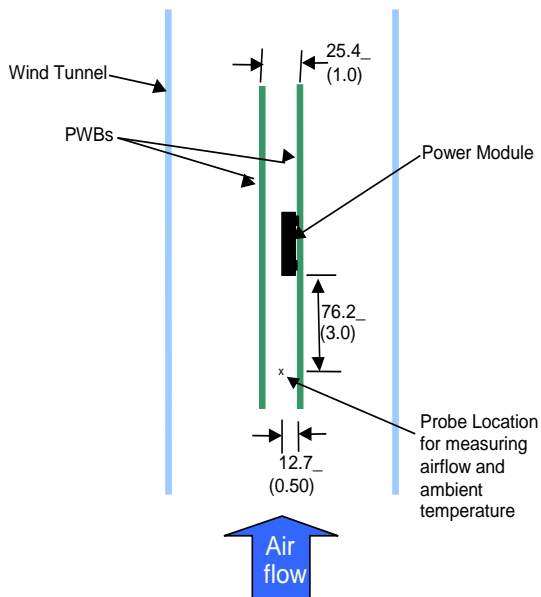 25.4_
(1.0)
Wind Tunnel
PWBs
Power Module
76.2_
(3.0)
x
Probe Location
for measuring
airflow and
ambient
temperature
12.7_
(0.50)
Air
flow